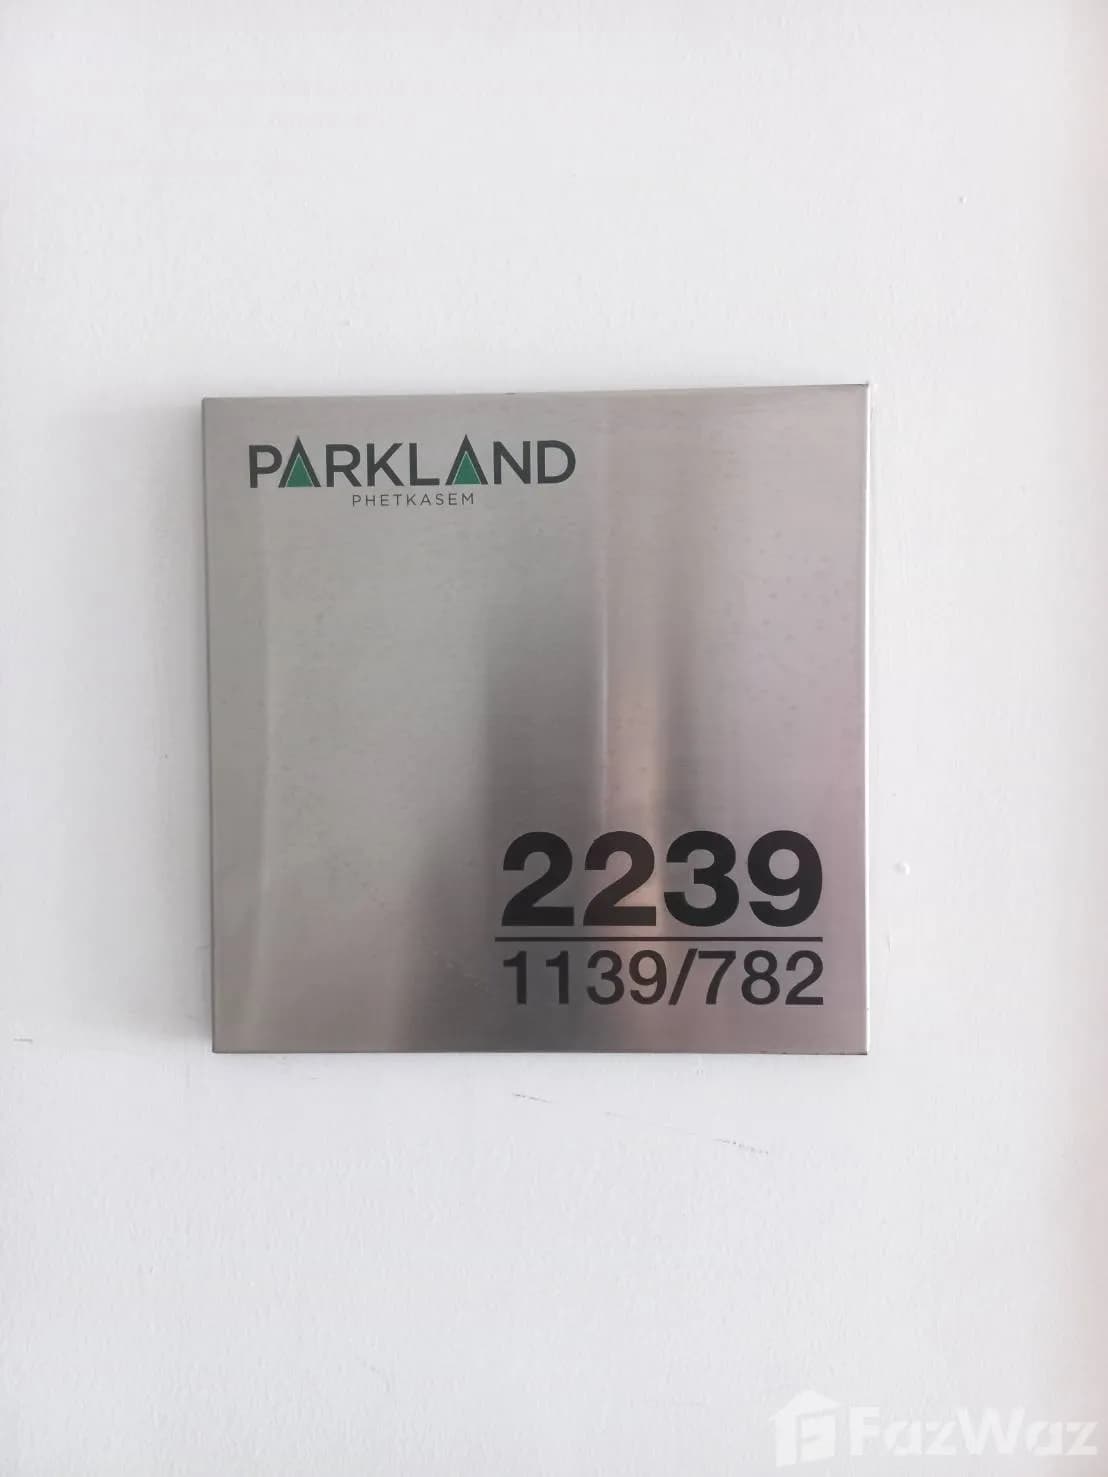 PARKLAND
PHETKASEM
2239
1139/782
FazWaz